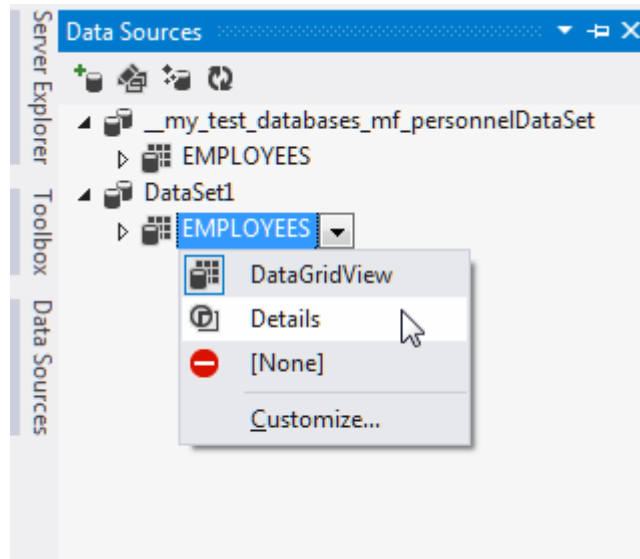 Server Explorer
Toolbox
Data Sources
Data Sources
__my_test_databases_mf_personnelDataSet
EMPLOYEES
DataSet1
EMPLOYEES
DataGridView
Details
[None]
Customize...